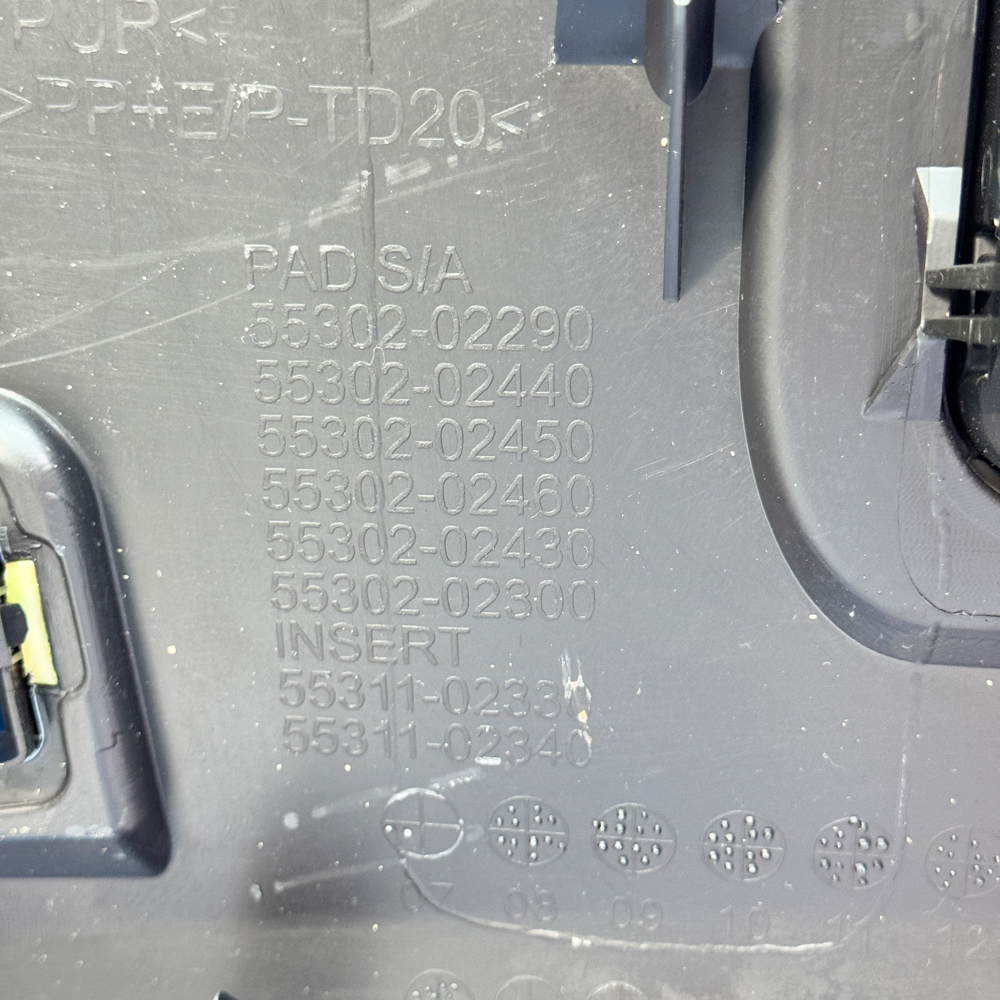 PUR<
>PP+E/P-TD20<
PAD S/A
55302-02290
55302-02440
55302-02450
55302-02460
55302-02430
55302-02300
INSERT
55311-02330
55311-02340
07 08 09 10 11 12